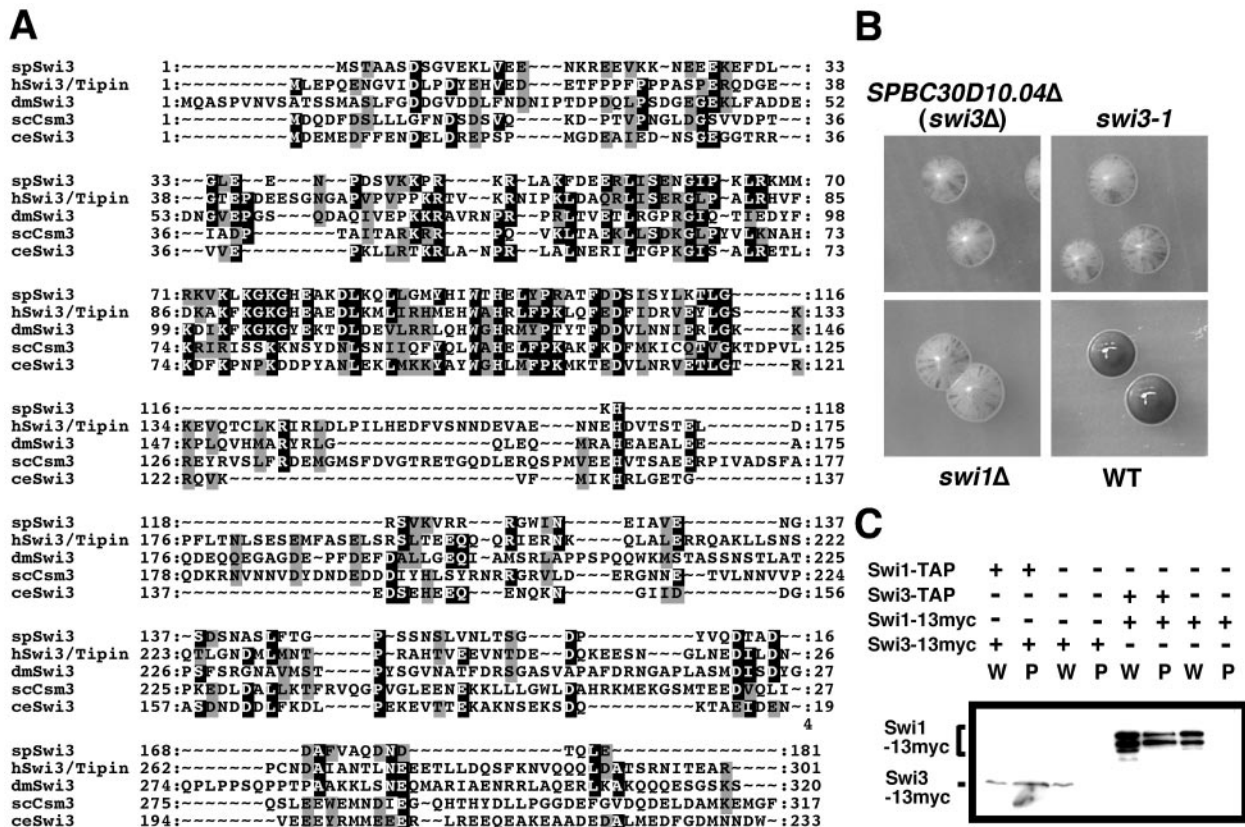 A
spSwi3 1:~~~~~~~~~~~~~MSTAASDSGVEKLVEE~~~NKREEVKK~NEEEKEFDL~~: 33
hSwi3/Tipin 1:~~~~~~~~~MLEPQENGVIDLPDYEHVED~~~ETFPPFPPPASPERQDGE~~: 38
dmSwi3 1:MQASPVNVSATSSMASLFGDDGVDDLFNDNIPTDPDQLPSDGEGEKLFADDE: 52
scCsm3 1:~~~~~~~~~MDQDFDSLLLGFNDSDSVQ~~~~KD~PTVPNGLDGSVVDPT~~: 36
ceSwi3 1:~~~~~~~~~MDEMEDFFENDELDREPSP~~~~MGDEAIED~NSGEGGTRR~~: 36
spSwi3 33:~~GLE~~E~~~N~~PDSVKKPR~~~~KR~LAKFDEERLISENGIP~KLRKMM: 70
hSwi3/Tipin 38:~~GTEPDEESGNGAPVPVPPKRTV~~KRNIPKLDAQRLISERGLP~ALRHVF: 85
dmSwi3 53:DNGVEPGS~~QDAQIVEPKKRAVRNPR~PRLTVETLRGPRGIQ~TIEDYF: 98
scCsm3 36:~~IADP~~~~~~~~TAITARKRR~~~~PQ~VKLTAEKLLSDKGLPYVLKNAH: 73
ceSwi3 36:~~VVE~~~~~~~~~PKLLRTKRLA~NPR~LALNERILTGPKGIS~ALRETL: 73
spSwi3 71:RKVKLKGKGHEAKDLKQLLGMYHIWTHELYPRATFDDSISYLKTLG~~~~~~:116
hSwi3/Tipin 86:DKAKFKGKGHEAEDLKMLIRHMEHWAHRLFPKLQFEDFIDRVEYLGS~~~~K:133
dmSwi3 99:KDIKFKGKGYEKTDLDEVLRRLQHWGHRMYPTYTFDDVLNNIERLGK~~~~~:146
scCsm3 74:KRIRISSKKNSYDNLSNIIQFYQLWAHELFPKAKFKDFMKICQTVGKTDPVL:125
ceSwi3 74:KDFKPNPKDDPYANLEKLMKKYAYWGHLMFPKMKTEDVLNRVETLGT~~~~R:121
spSwi3 116:~~~~~~~~~~~~~~~~~~~~~~~~~~~~~~~~~~KH~~~~~~~~~~~~~~~~:118
hSwi3/Tipin 134:KEVQTCLKRIRLDLPILHEDFVSNNDEVAE~~~NNEHDVTSTEL~~~~~~~D:175
dmSwi3 147:KPLQVHMARYRLG~~~~~~~~~~~QLEQ~~~~~MRAHEAEALEE~~~~~~~A:175
scCsm3 126:REYRVSLFRDEMGMSFDVGTRETGQDLERQSPMVEEHVTSAEERPIVADSFA:177
ceSwi3 122:RQVK~~~~~~~~~~~~~~~~~~~~~~~VF~~~MIKHRLGETG~~~~~~~~~~:137
spSwi3 118:~~~~~~~~~~~~~~~~~RSVKVRR~~~RGWIN~~~~~~EIAVE~~~~~~~NG:137
hSwi3/Tipin 176:PFLTNLSESEMFASELSRSLTEEQQ~QRIERNK~~~~QLALERRQAKLLSNS:222
dmSwi3 176:QDEQQEGAGDE~PFDEFDALLGEQI~AMSRLAPPSPQQWKMSTASSNSTLAT:225
scCsm3 178:QDKRNVNNVDYDNDEDDDIYHLSYRNRRGRVLD~~~ERGNNE~TVLNNVVP:224
ceSwi3 137:~~~~~~~~~~~~~~~~EDSEHEEQ~~~ENQKN~~~~~~GIID~~~~~~~~DG:156
spSwi3 137:~SDSNASLFTG~~~~~P~SSNSLVNLTSG~~~DP~~~~~~YVQDTAD~:16
hSwi3/Tipin 223:QTLGNDMLMNT~~~~~P~RAHTVEEVNTDEDQKEESN~GLNEDILDN~:26
dmSwi3 226:PSFSRGNAVMST~~~~PYSGVNATFDRSGASVAPAFDRNGAPLASMDISDYG:27
scCsm3 225:PKEDLDALLKTFRVQGPVGLEENEKKLLLGWLDAHRKMEKGSMTEEDVQLI~:27
ceSwi3 157:ASDNDDDLFKDL~~~~PEKEVTTEKAKNSEKSDQ~~~~~~~KTAEIDEN~:19
4
spSwi3 168:~~~~~~~~~~DAFVAQDND~~~~~~~~~~~~~TQLE~~~~~~~~~~~~~~~~:181
hSwi3/Tipin 262:~~~~~~~PCNDAIANTLNEEETLLDQSFKNVQQQLDATSRNITEAR~~~~~~:301
dmSwi3 274:QPLPPSQPPTPAAKKLSNEQMARIAENRRLAQERLKAKQQQQESGSKS~~~~:320
scCsm3 275:~~~~~~~~QSLEEWEMNDIEG~QHTHYDLLPGGDEFGVDQDELDAMKEMGF:317
ceSwi3 194:~~~~~~~~VEEEYRMMEEER~~LREEQEAKEAADEDALMEDFGDMNNDW~:233
B
SPBC30D10.04Δ
(swi3Δ)
swi3-1
swi1Δ
WT
C
Swi1-TAP + + - - - - - -
Swi3-TAP - - - - + + - -
Swi1-13myc - - - - + + + +
Swi3-13myc + + + + - - - -
W P W P W P W P
Swi1
-13myc
Swi3
-13myc